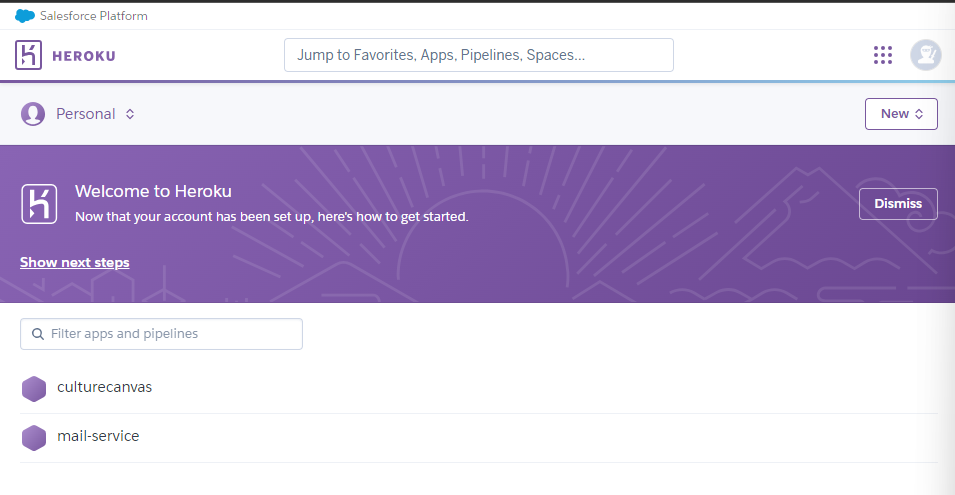 Salesforce Platform
HEROKU
Jump to Favorites, Apps, Pipelines, Spaces...
Personal
New
Welcome to Heroku
Now that your account has been set up, here's how to get started.
Dismiss
Show next steps
Filter apps and pipelines
culturecanvas
mail-service